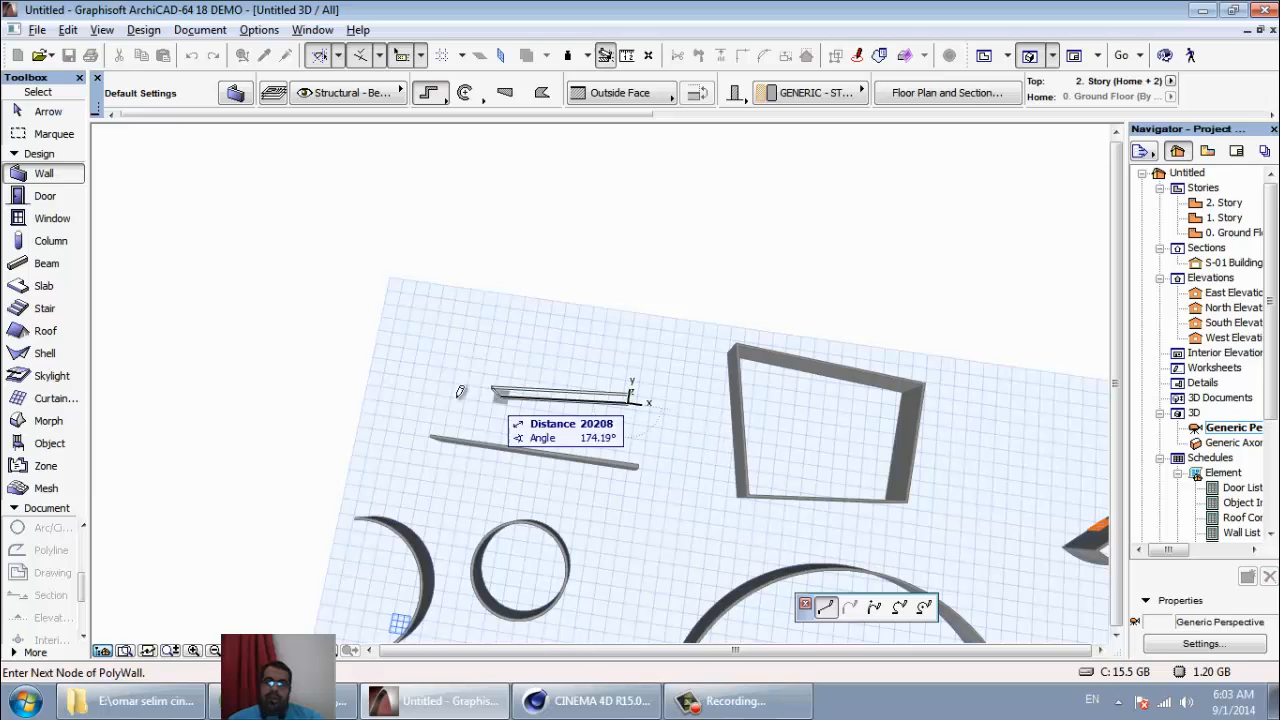 Untitled - Graphisoft ArchiCAD-64 18 DEMO - [Untitled 3D / All]
File Edit View Design Document Options Window Help
Go
Toolbox
Select
Arrow
Marquee
Design
Wall
Door
Window
Column
Beam
Slab
Stair
Roof
Shell
Skylight
Curtain...
Morph
Object
Zone
Mesh
Document
Arc/Ci...
Polyline
Drawing
Section
Elevat...
Interi...
More
Default Settings
Structural - Be...
Outside Face
GENERIC - ST...
Floor Plan and Section...
Top: 2. Story (Home + 2)
Home: 0. Ground Floor (By ...
y
x
Distance 20208
Angle 174.19°
Navigator - Project ...
Untitled
Stories
2. Story
1. Story
0. Ground Fl
Sections
S-01 Building
Elevations
East Elevatio
North Elevati
South Elevati
West Elevati
Interior Elevation
Worksheets
Details
3D Documents
3D
Generic Pe
Generic Axon
Schedules
Element
Door List
Object In
Roof Cor
Wall List
Properties
Generic Perspective
Settings...
Enter Next Node of PolyWall.
C: 15.5 GB
1.20 GB
E:\omar selim cin...
Untitled - Graphis...
CINEMA 4D R15.0...
Recording...
EN
6:03 AM
9/1/2014